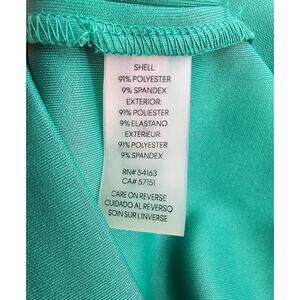 SHELL:
91% POLYESTER
9% SPANDEX
EXTERIOR:
91% POLIESTER
9% ELASTANO
EXTÉRIEUR:
91% POLYESTER
9% SPANDEX
RN# 54163
CA# 57151
CARE ON REVERSE
CUIDADO AL REVERSO
SOIN SUR L'INVERSE